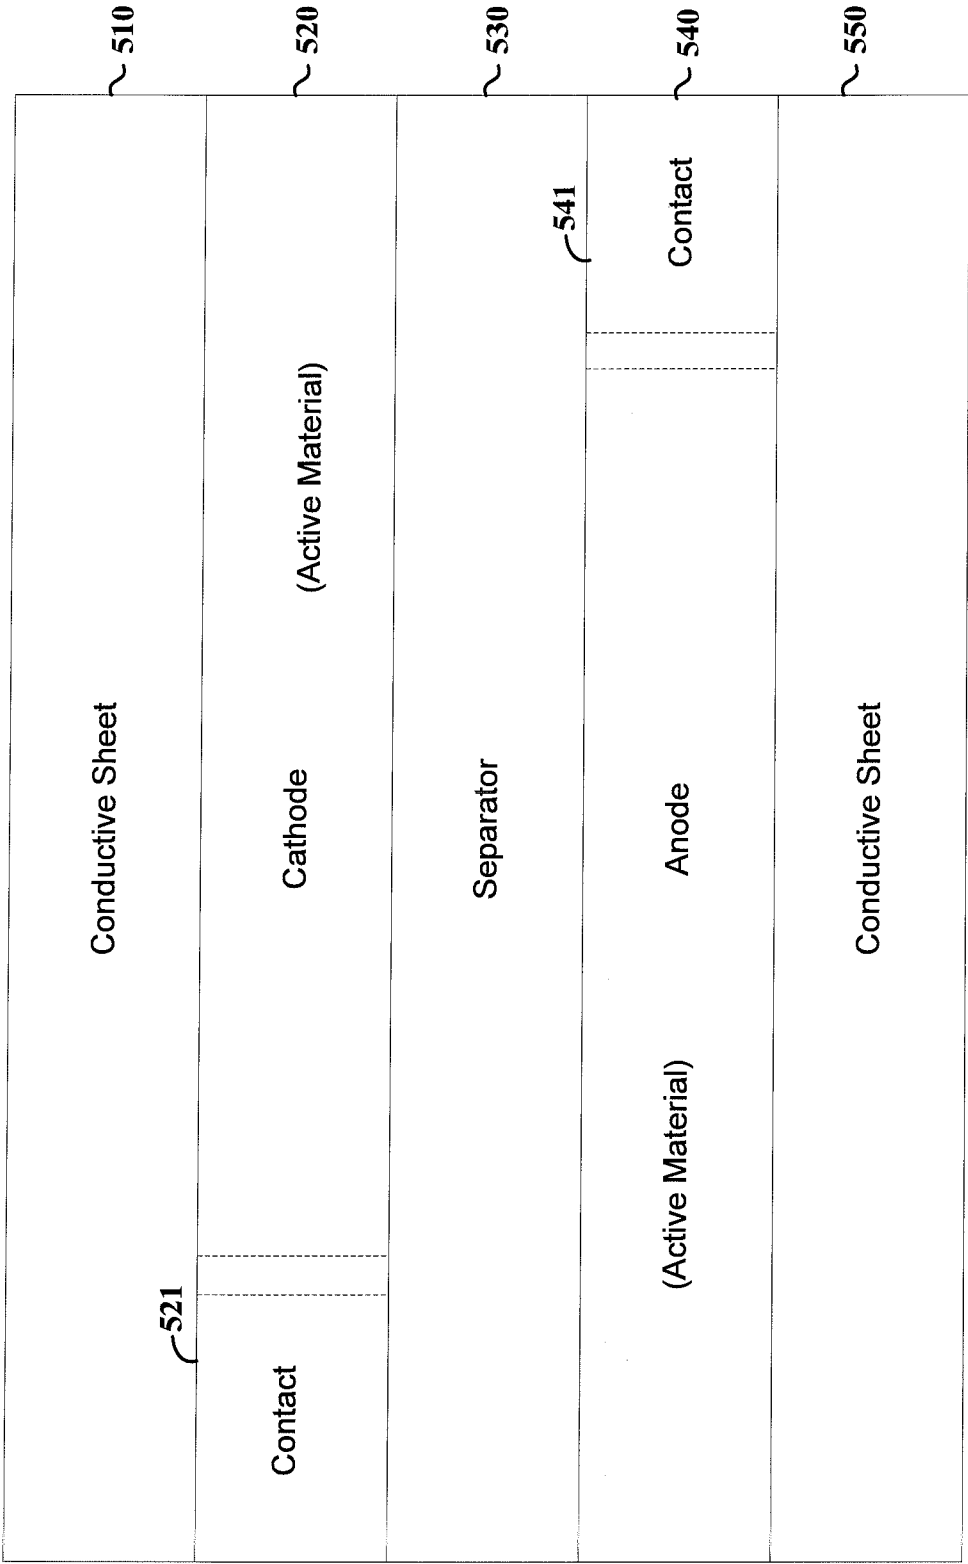 Conductive Sheet
510
Contact
521
Cathode
(Active Material)
520
Separator
530
(Active Material)
Anode
541
Contact
540
Conductive Sheet
550